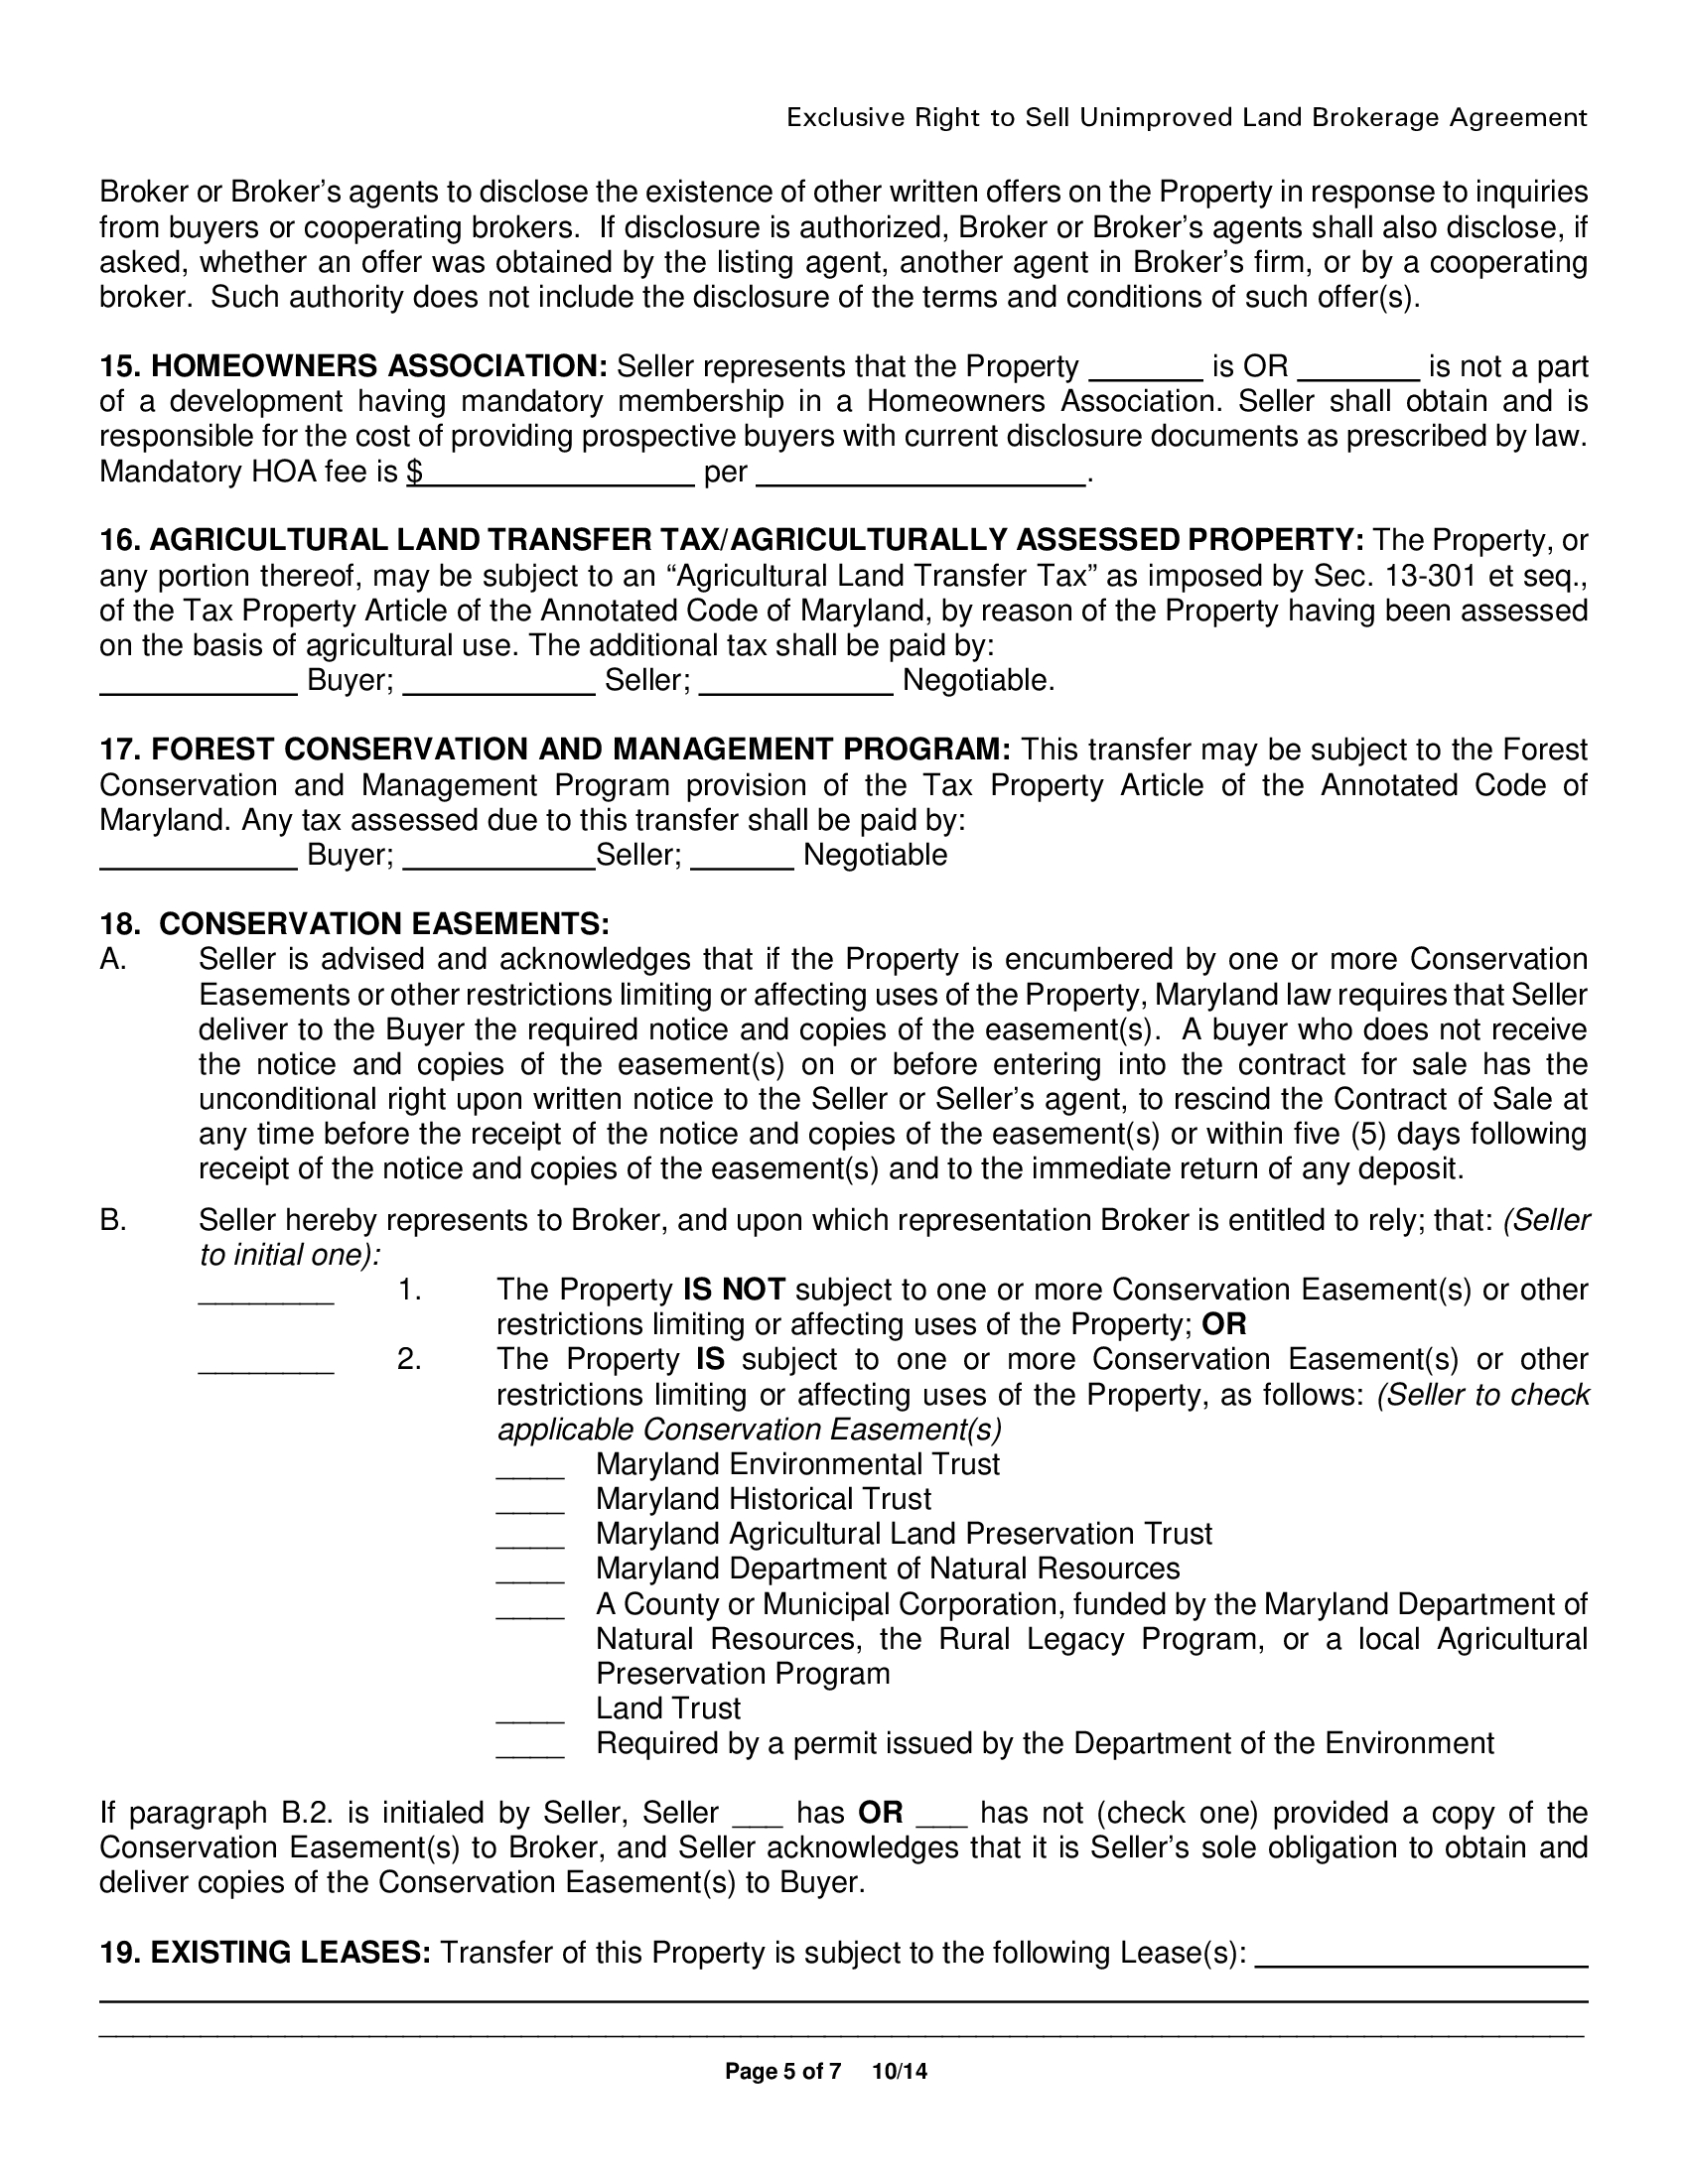 Exclusive Right to Sell Unimproved Land Brokerage Agreement
Broker or Broker’s agents to disclose the existence of other written offers on the Property in response to inquiries
from buyers or cooperating brokers.  If disclosure is authorized, Broker or Broker’s agents shall also disclose, if
asked, whether an offer was obtained by the listing agent, another agent in Broker’s firm, or by a cooperating
broker.  Such authority does not include the disclosure of the terms and conditions of such offer(s).
15. HOMEOWNERS ASSOCIATION: Seller represents that the Property _______ is OR _______ is not a part
of a development having mandatory membership in a Homeowners Association. Seller shall obtain and is
responsible for the cost of providing prospective buyers with current disclosure documents as prescribed by law.
Mandatory HOA fee is $________________ per ____________________.
16. AGRICULTURAL LAND TRANSFER TAX/AGRICULTURALLY ASSESSED PROPERTY: The Property, or
any portion thereof, may be subject to an “Agricultural Land Transfer Tax” as imposed by Sec. 13-301 et seq.,
of the Tax Property Article of the Annotated Code of Maryland, by reason of the Property having been assessed
on the basis of agricultural use. The additional tax shall be paid by:
____________ Buyer; ____________ Seller; ____________ Negotiable.
17. FOREST CONSERVATION AND MANAGEMENT PROGRAM: This transfer may be subject to the Forest
Conservation and Management Program provision of the Tax Property Article of the Annotated Code of
Maryland. Any tax assessed due to this transfer shall be paid by:
____________ Buyer; ____________Seller; ______ Negotiable
18.  CONSERVATION EASEMENTS:
A. Seller is advised and acknowledges that if the Property is encumbered by one or more Conservation
Easements or other restrictions limiting or affecting uses of the Property, Maryland law requires that Seller
deliver to the Buyer the required notice and copies of the easement(s).  A buyer who does not receive
the notice and copies of the easement(s) on or before entering into the contract for sale has the
unconditional right upon written notice to the Seller or Seller’s agent, to rescind the Contract of Sale at
any time before the receipt of the notice and copies of the easement(s) or within five (5) days following
receipt of the notice and copies of the easement(s) and to the immediate return of any deposit.
B. Seller hereby represents to Broker, and upon which representation Broker is entitled to rely; that: (Seller
to initial one):
________ 1. The Property IS NOT subject to one or more Conservation Easement(s) or other
restrictions limiting or affecting uses of the Property; OR
________ 2. The Property IS subject to one or more Conservation Easement(s) or other
restrictions limiting or affecting uses of the Property, as follows: (Seller to check
applicable Conservation Easement(s)
____ Maryland Environmental Trust
____ Maryland Historical Trust
____ Maryland Agricultural Land Preservation Trust
____ Maryland Department of Natural Resources
____ A County or Municipal Corporation, funded by the Maryland Department of
Natural Resources, the Rural Legacy Program, or a local Agricultural
Preservation Program
____ Land Trust
____ Required by a permit issued by the Department of the Environment
If paragraph B.2. is initialed by Seller, Seller ___ has OR ___ has not (check one) provided a copy of the
Conservation Easement(s) to Broker, and Seller acknowledges that it is Seller’s sole obligation to obtain and
deliver copies of the Conservation Easement(s) to Buyer.
19. EXISTING LEASES: Transfer of this Property is subject to the following Lease(s): ____________________
Page 5 of 7 10/14